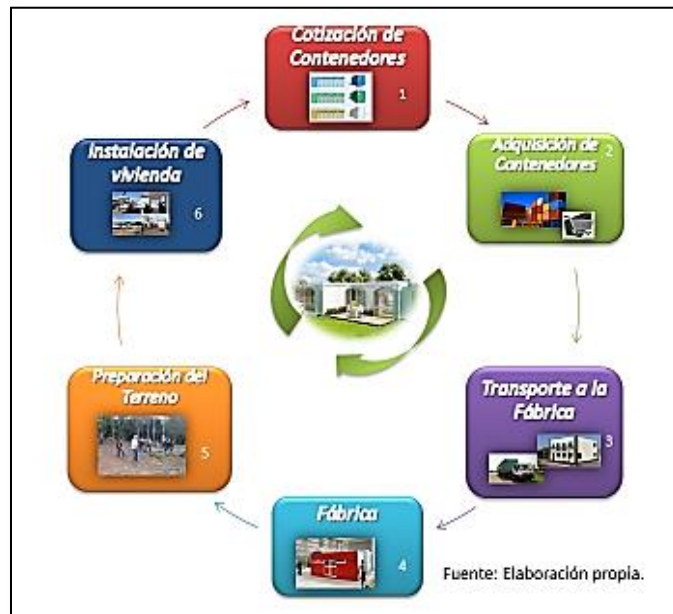 Cotización de
Contenedores
1
Adquisición de
Contenedores
2
Transporte a la
Fábrica
3
Fábrica
4
Preparación del
Terreno
5
Instalación de
vivienda
6
Fuente: Elaboración propia.